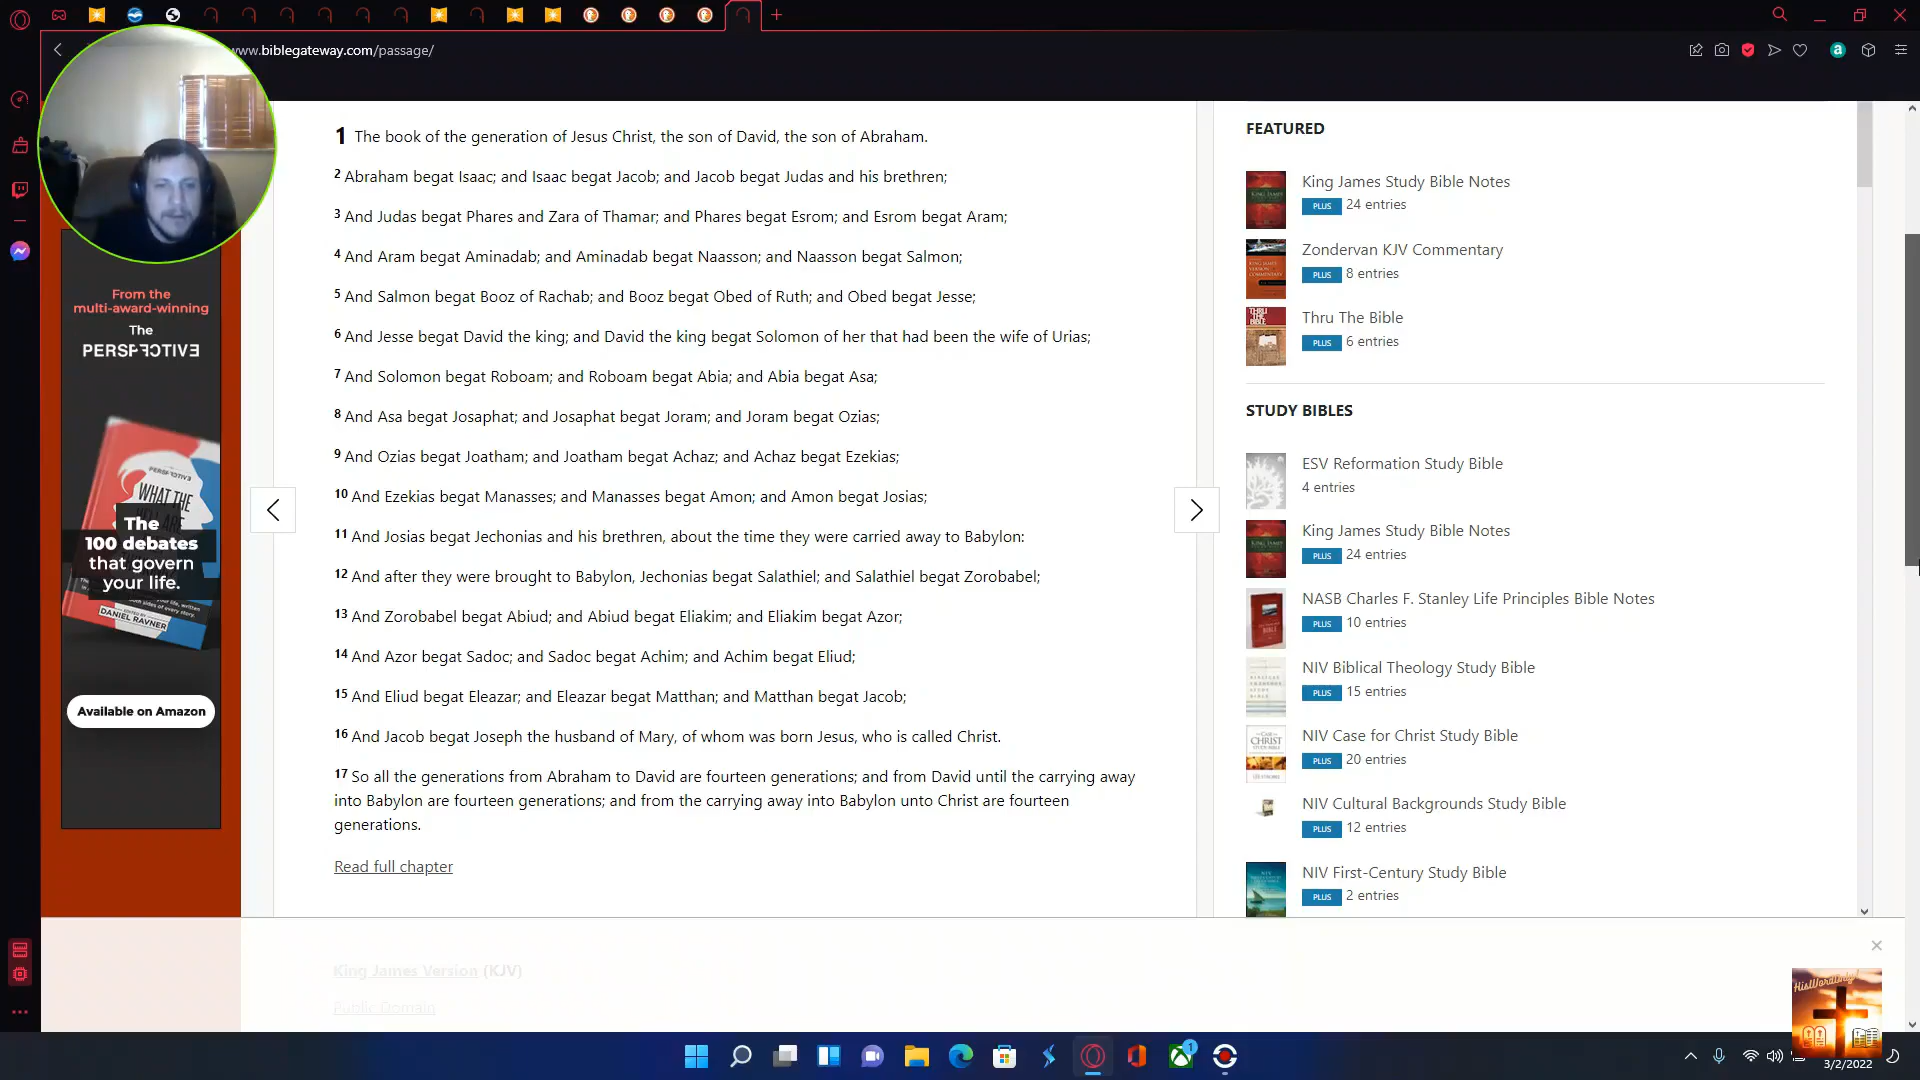 www.biblegateway.com/passage/
1 The book of the generation of Jesus Christ, the son of David, the son of Abraham.
2 Abraham begat Isaac; and Isaac begat Jacob; and Jacob begat Judas and his brethren;
3 And Judas begat Phares and Zara of Thamar; and Phares begat Esrom; and Esrom begat Aram;
4 And Aram begat Aminadab; and Aminadab begat Naasson; and Naasson begat Salmon;
5 And Salmon begat Booz of Rachab; and Booz begat Obed of Ruth; and Obed begat Jesse;
6 And Jesse begat David the king; and David the king begat Solomon of her that had been the wife of Urias;
7 And Solomon begat Roboam; and Roboam begat Abia; and Abia begat Asa;
8 And Asa begat Josaphat; and Josaphat begat Joram; and Joram begat Ozias;
9 And Ozias begat Joatham; and Joatham begat Achaz; and Achaz begat Ezekias;
10 And Ezekias begat Manasses; and Manasses begat Amon; and Amon begat Josias;
11 And Josias begat Jechonias and his brethren, about the time they were carried away to Babylon:
12 And after they were brought to Babylon, Jechonias begat Salathiel; and Salathiel begat Zorobabel;
13 And Zorobabel begat Abiud; and Abiud begat Eliakim; and Eliakim begat Azor;
14 And Azor begat Sadoc; and Sadoc begat Achim; and Achim begat Eliud;
15 And Eliud begat Eleazar; and Eleazar begat Matthan; and Matthan begat Jacob;
16 And Jacob begat Joseph the husband of Mary, of whom was born Jesus, who is called Christ.
17 So all the generations from Abraham to David are fourteen generations; and from David until the carrying away
into Babylon are fourteen generations; and from the carrying away into Babylon unto Christ are fourteen
generations.
Read full chapter
King James Version (KJV)
Public Domain
From the
multi-award-winning
The
PERSPECTIVE
WHAT THE
The
100 debates
that govern
your life.
DANIEL RAVNER
Available on Amazon
FEATURED
King James Study Bible Notes
PLUS 24 entries
Zondervan KJV Commentary
PLUS 8 entries
Thru The Bible
PLUS 6 entries
STUDY BIBLES
ESV Reformation Study Bible
4 entries
King James Study Bible Notes
PLUS 24 entries
NASB Charles F. Stanley Life Principles Bible Notes
PLUS 10 entries
NIV Biblical Theology Study Bible
PLUS 15 entries
NIV Case for Christ Study Bible
PLUS 20 entries
NIV Cultural Backgrounds Study Bible
PLUS 12 entries
NIV First-Century Study Bible
PLUS 2 entries
HisWordOnly
1
3/2/2022